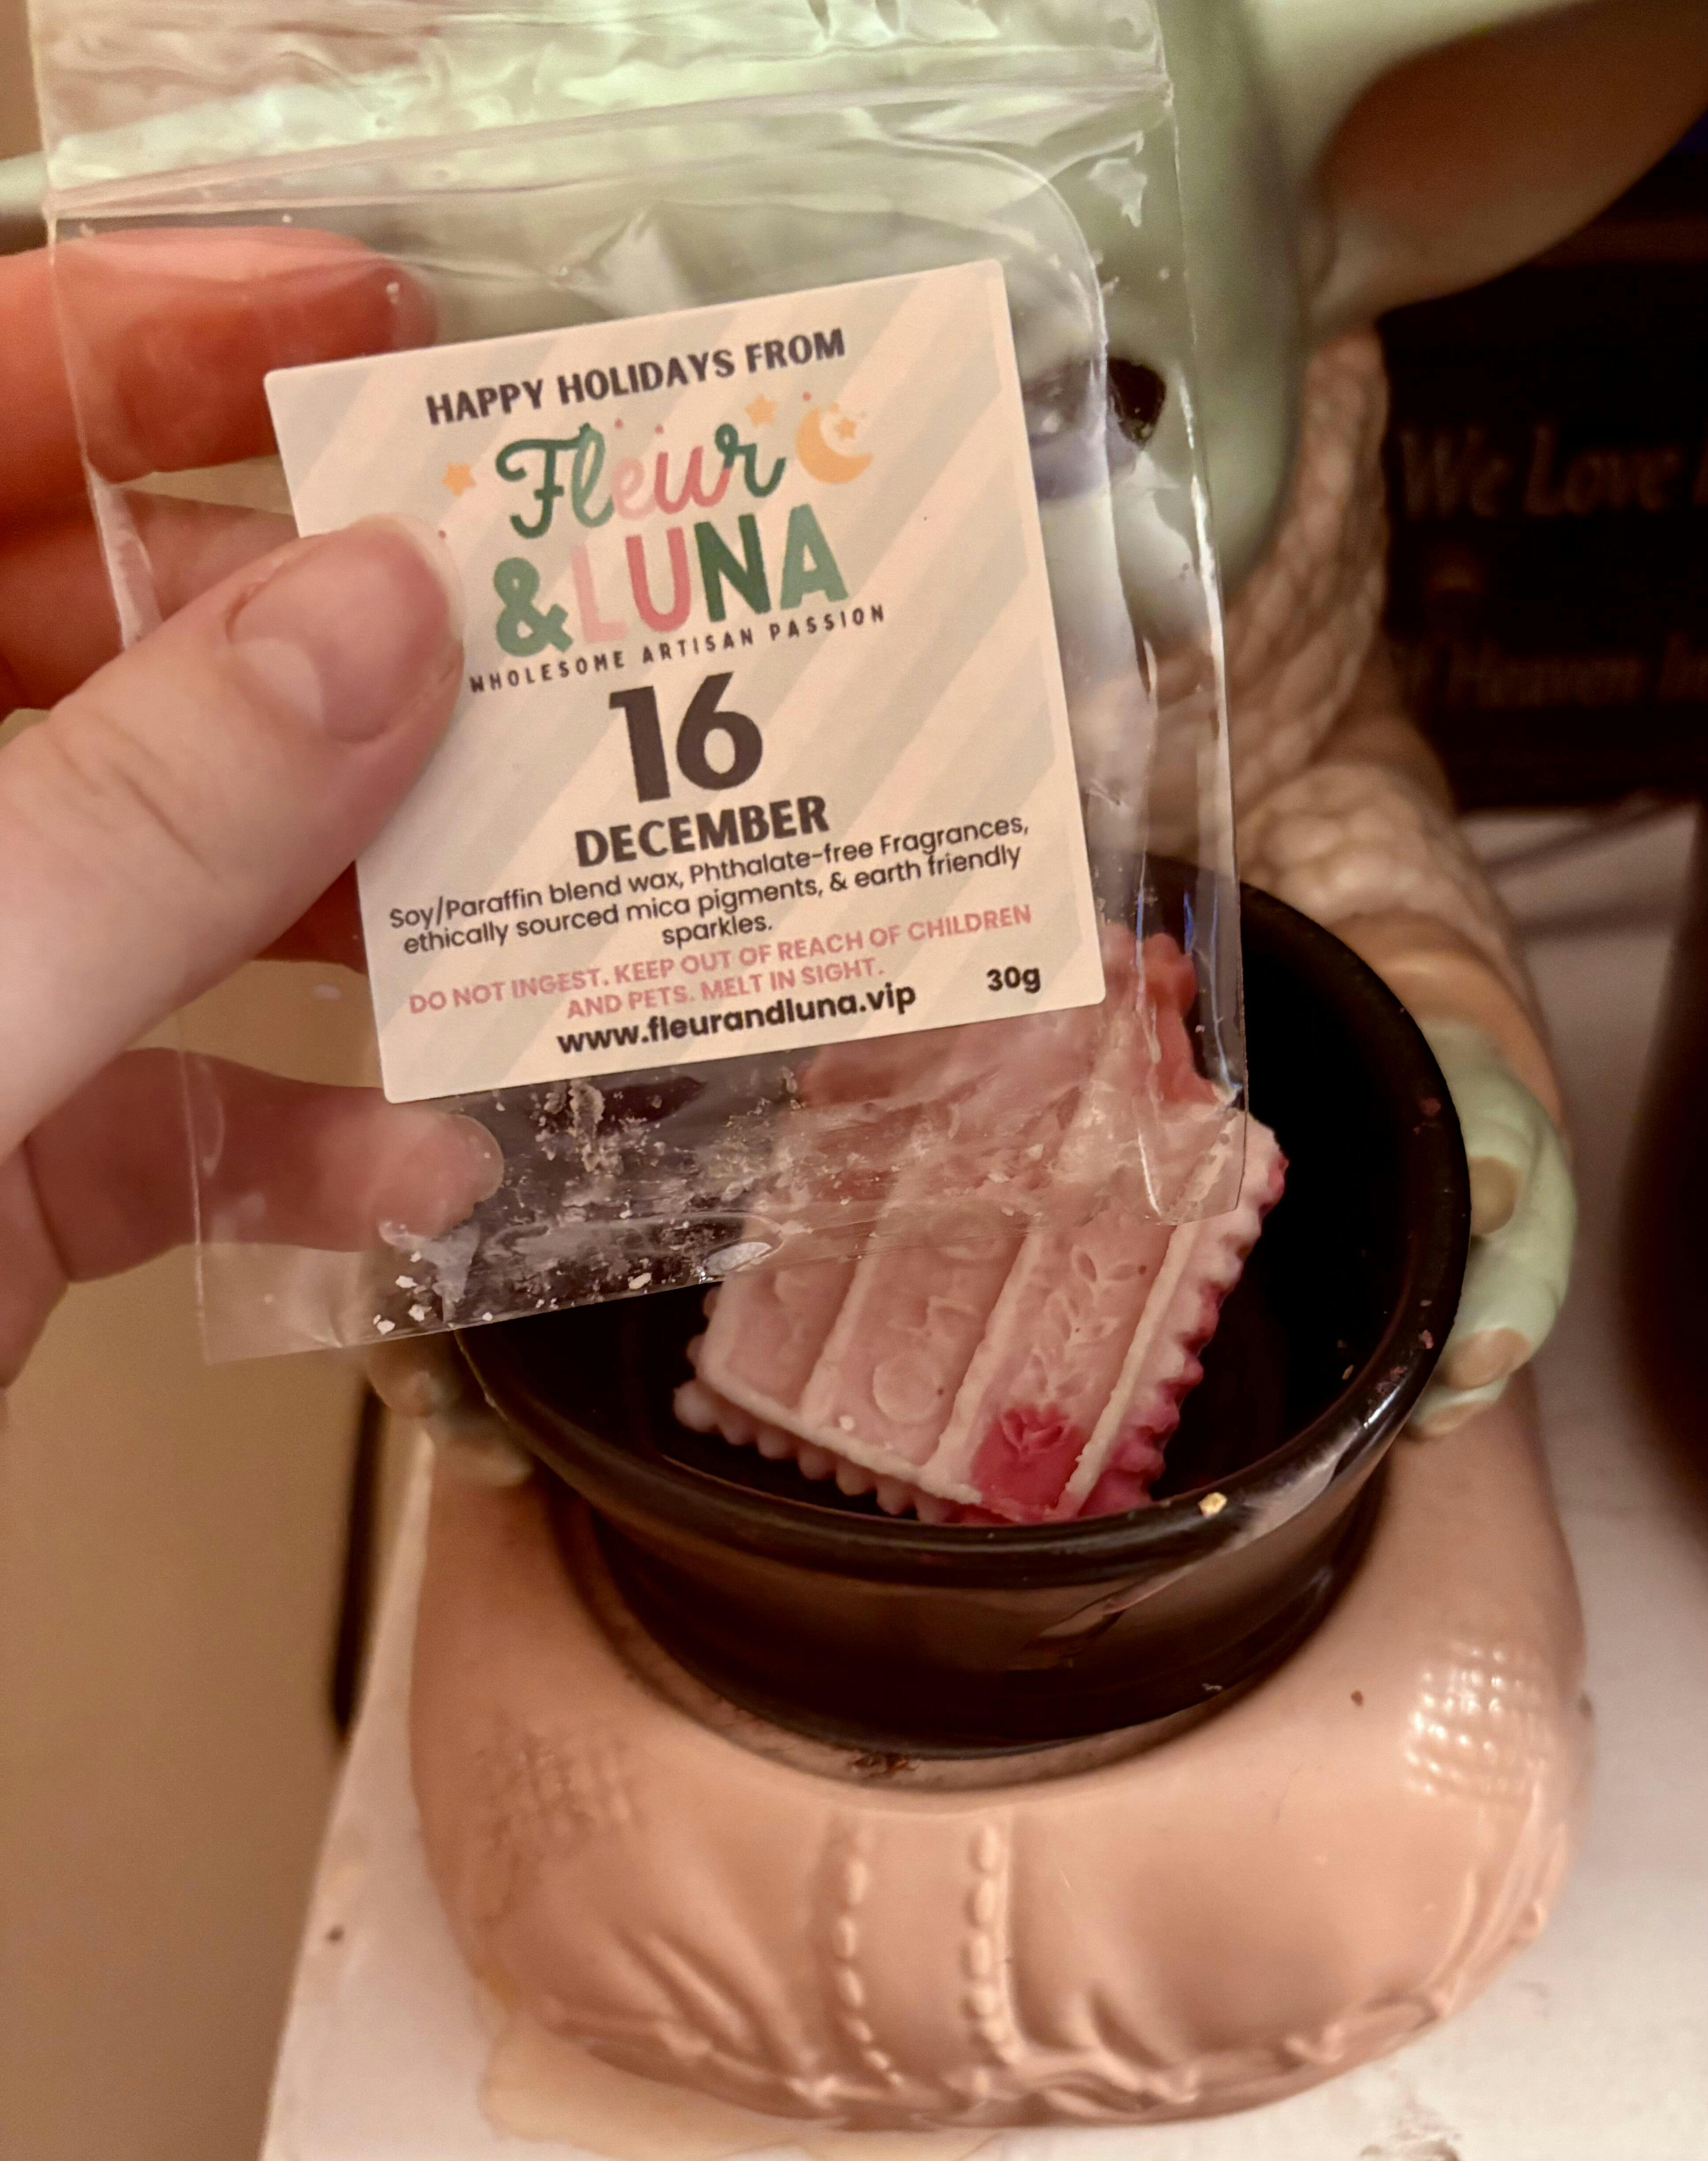 HAPPY HOLIDAYS FROM
Fleur
&LUNA
WHOLESOME ARTISAN PASSION
16
DECEMBER
Soy/Paraffin blend wax, Phthalate-free Fragrances,
ethically sourced mica pigments, & earth friendly
sparkles.
DO NOT INGEST. KEEP OUT OF REACH OF CHILDREN
AND PETS. MELT IN SIGHT.
www.fleurandluna.vip
30g
We Love
Heaven